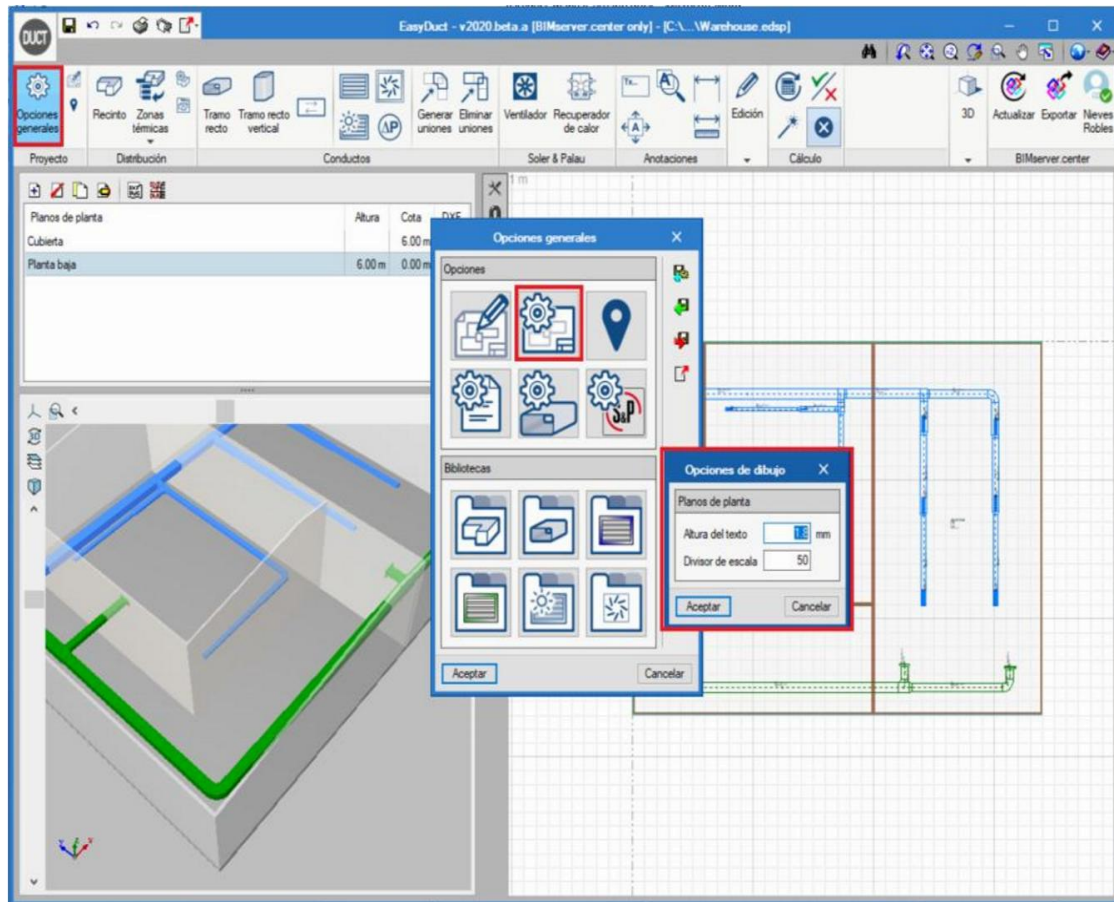 DUCT
EasyDuct - v2020.beta.a [BIMserver.center only] - [C:\...\Warehouse.edsp]
Opciones generales
Recinto
Zonas térmicas
Tramo recto
Tramo recto vertical
ΔP
Generar uniones
Eliminar uniones
Ventilador
Recuperador de calor
Edición
3D
Actualizar
Exportar
Nieves Robles
Proyecto
Distribución
Conductos
Soler & Palau
Anotaciones
Cálculo
BIMserver.center
Planos de planta Altura Cota DXF
Cubierta 6.00 m
Planta baja 6.00 m 0.00 m
1 m
Opciones generales
Opciones
S&P
Bibliotecas
Aceptar Cancelar
Opciones de dibujo
Planos de planta
Altura del texto 1.8 mm
Divisor de escala 50
Aceptar Cancelar